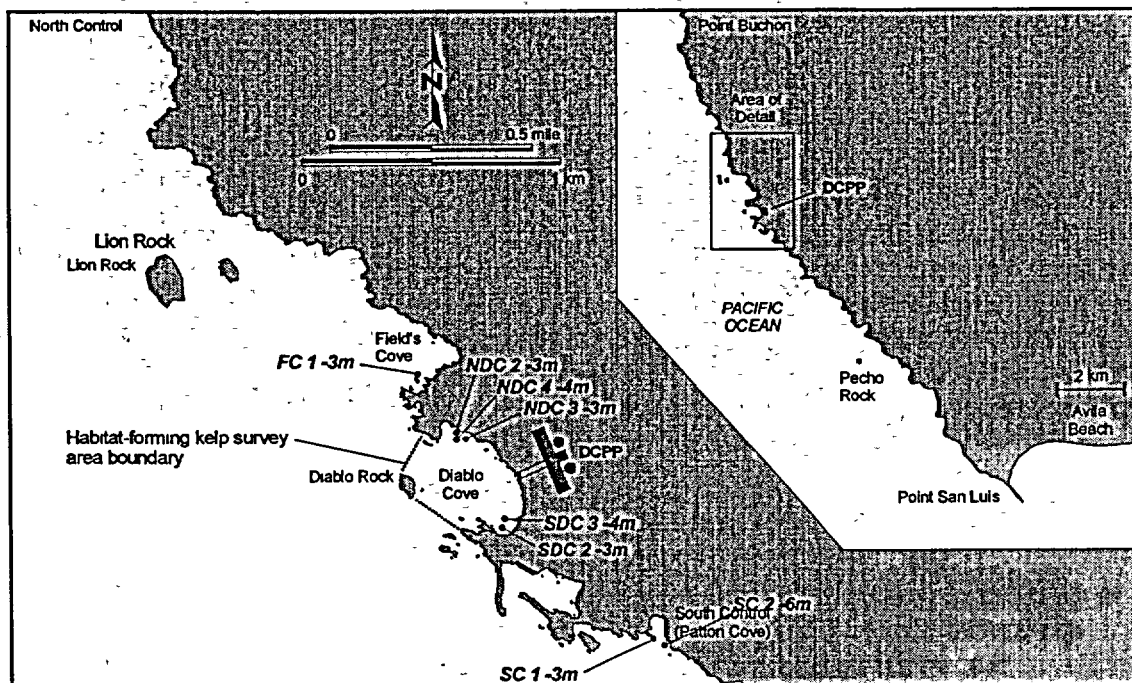 North Control
N
0
0.5 mile
0
1 km
Lion Rock
Lion Rock
Field's
Cove
FC 1 -3m
NDC 2 -3m
NDC 4 -4m
NDC 3 -3m
Habitat-forming kelp survey
area boundary
DCPP
Diablo Rock
Diablo
Cove
SDC 3 -4m
SDC 2 -3m
SC 2 -6m
South Control
(Patton Cove)
SC 1 -3m
Point Buchon
Area of
Detail
DCPP
PACIFIC
OCEAN
Pecho
Rock
2 km
Avila
Beach
Point San Luis